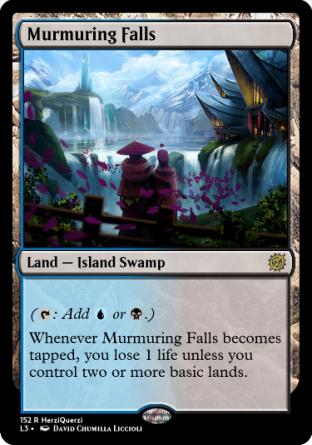 Murmuring Falls
Land — Island Swamp
( : Add or .)
Whenever Murmuring Falls becomes
tapped, you lose 1 life unless you
control two or more basic lands.
152 R HerziQuerzi
L3 • David Chumilla Liccioli